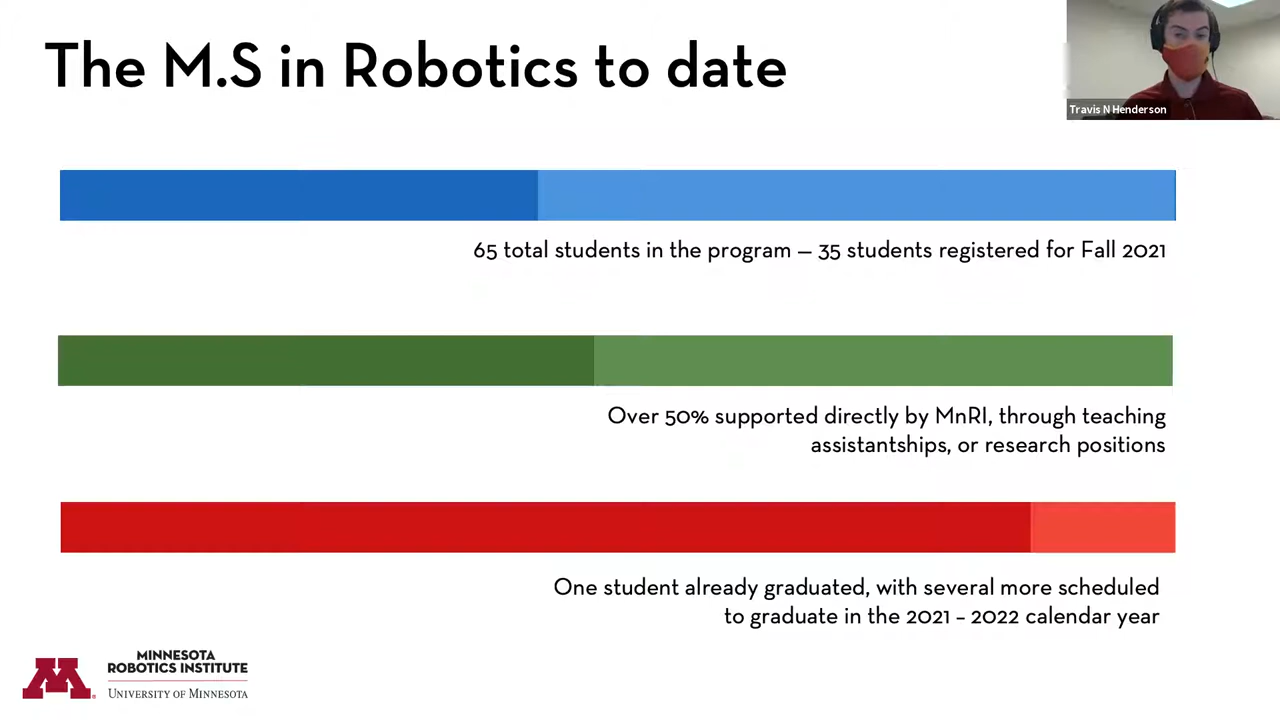 The M.S in Robotics to date
Travis N Henderson
65 total students in the program – 35 students registered for Fall 2021
Over 50% supported directly by MnRI, through teaching
assistantships, or research positions
One student already graduated, with several more scheduled
to graduate in the 2021 – 2022 calendar year
M
MINNESOTA
ROBOTICS INSTITUTE
UNIVERSITY OF MINNESOTA